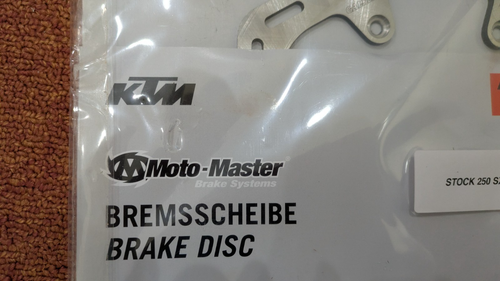 KTM
Moto-Master
Brake Systems
STOCK 250 S
BREMSSCHEIBE
BRAKE DISC